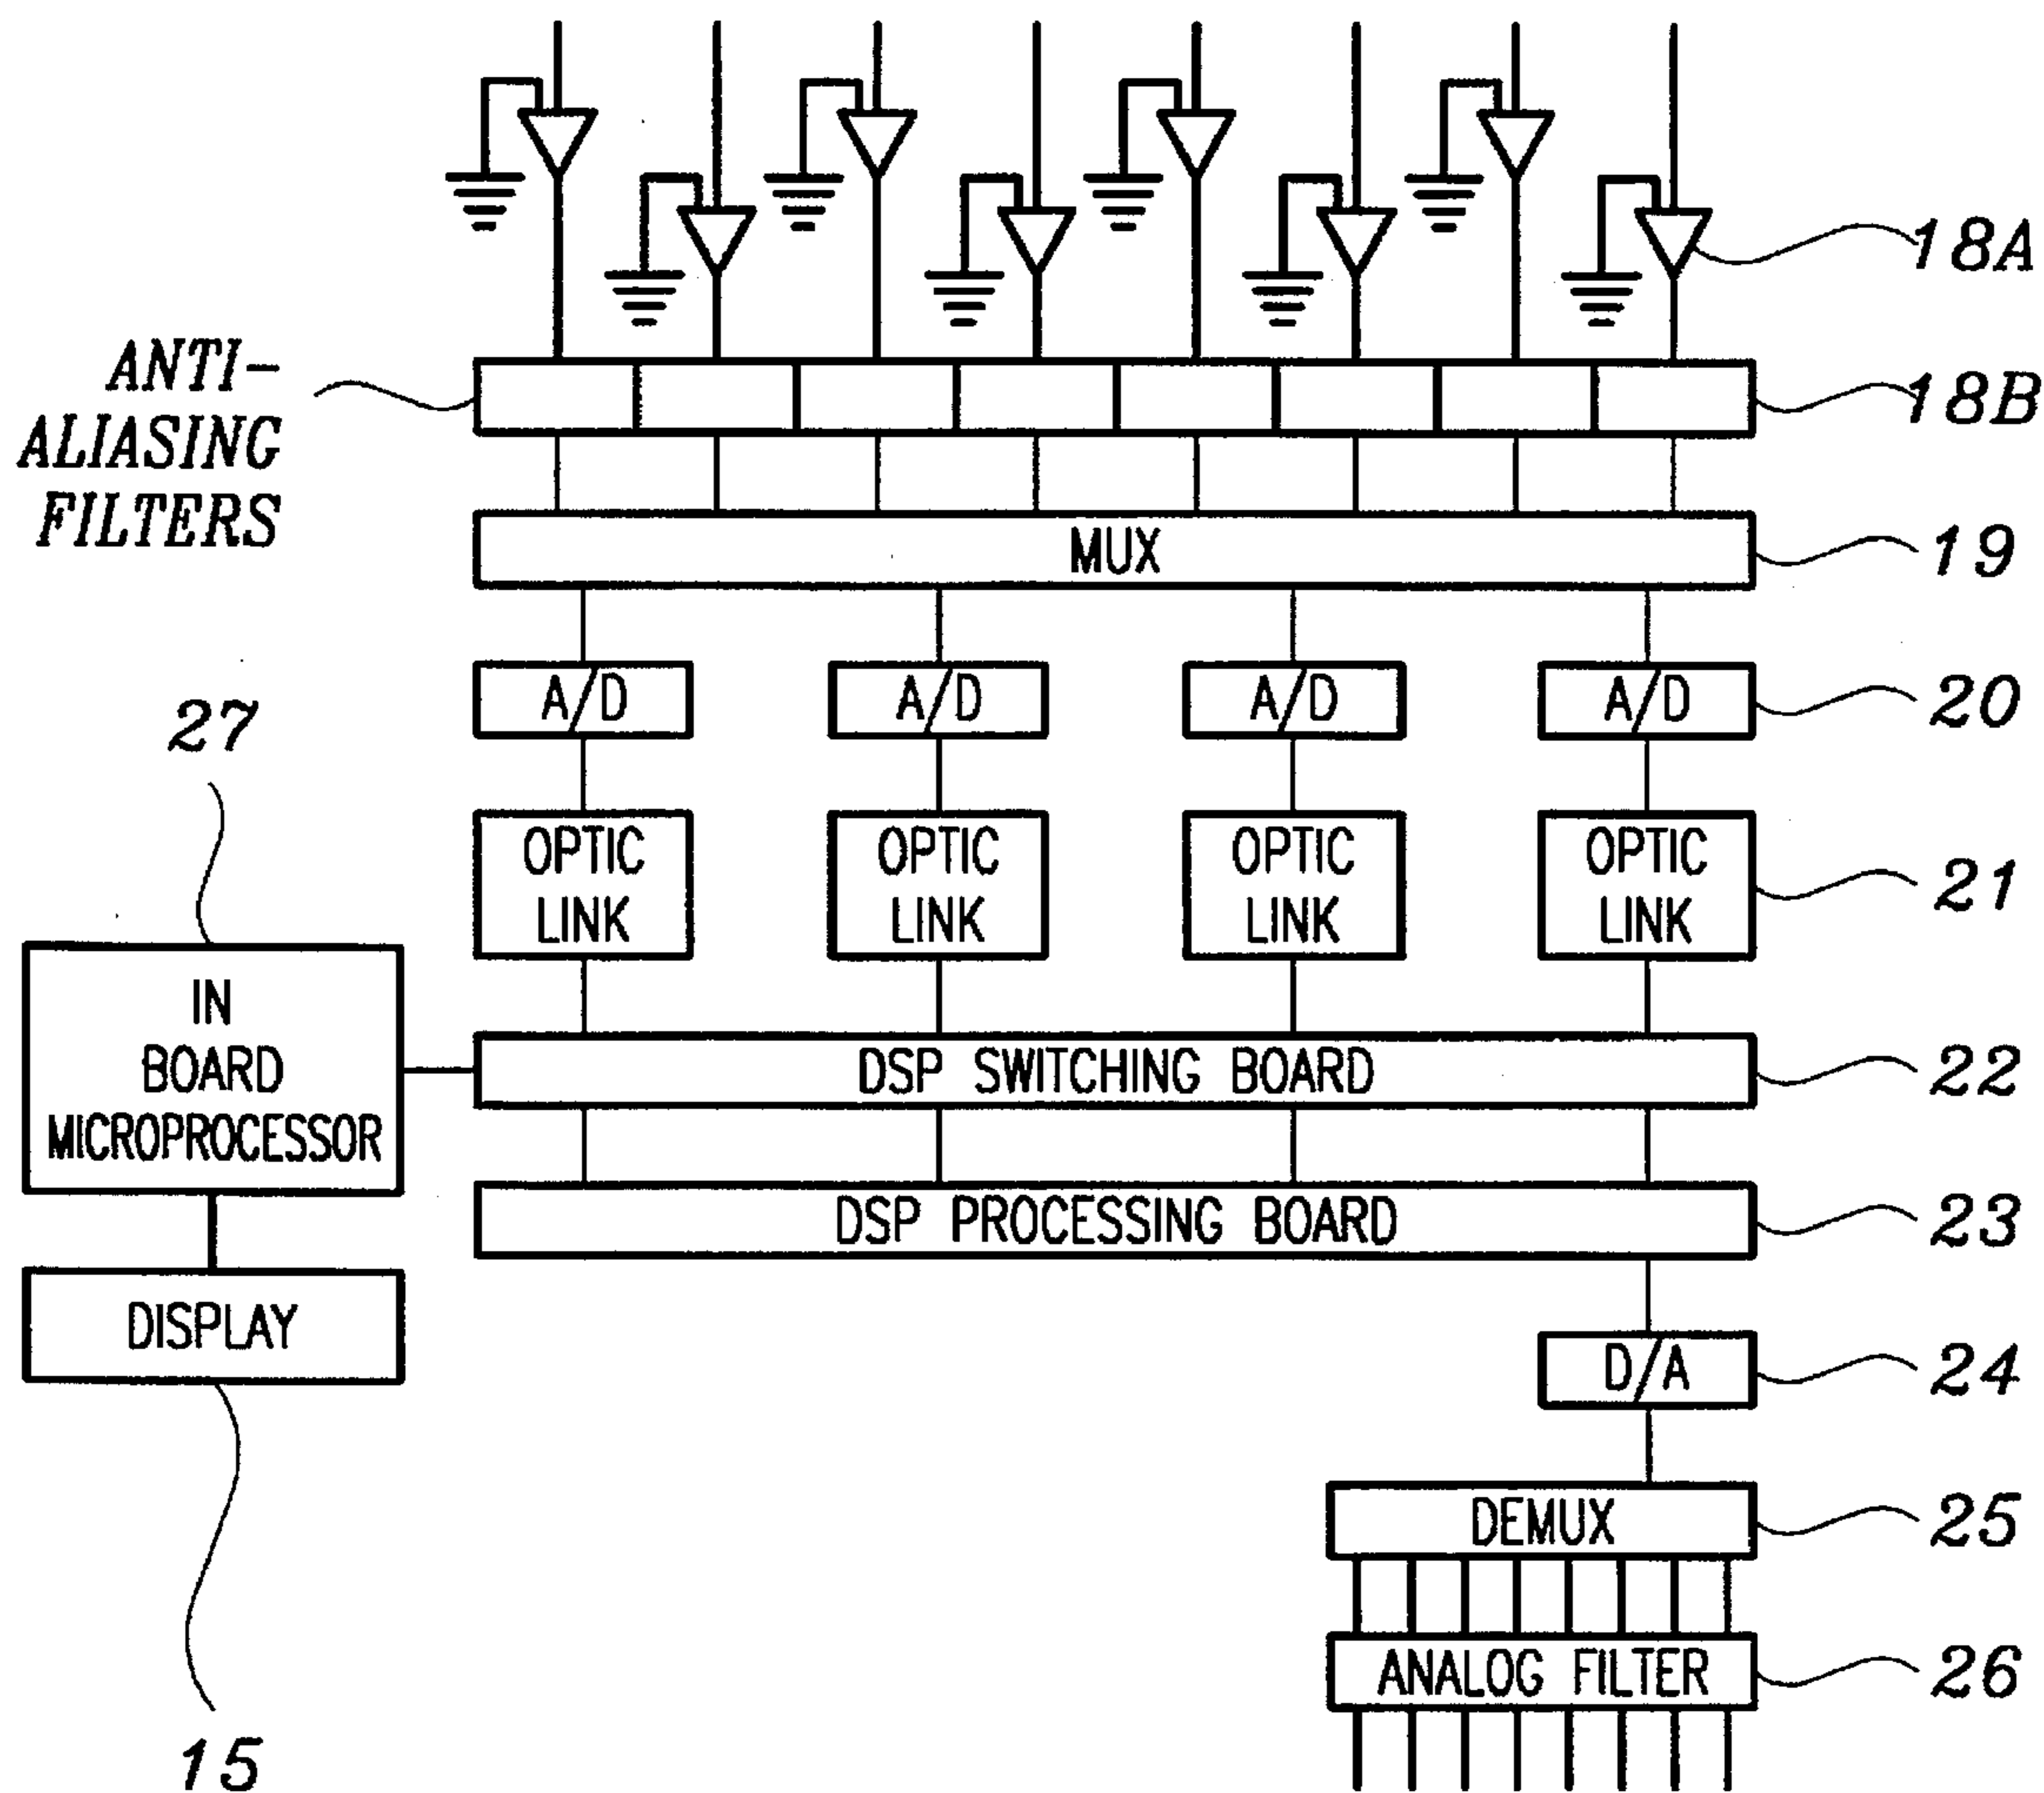 18A
ANTI-
ALIASING
FILTERS
18B
MUX
19
A/D A/D A/D A/D
20
27
OPTIC
LINK
OPTIC
LINK
OPTIC
LINK
OPTIC
LINK
21
IN
BOARD
MICROPROCESSOR
DSP SWITCHING BOARD
22
DSP PROCESSING BOARD
23
DISPLAY
D/A
24
DEMUX
25
ANALOG FILTER
26
15